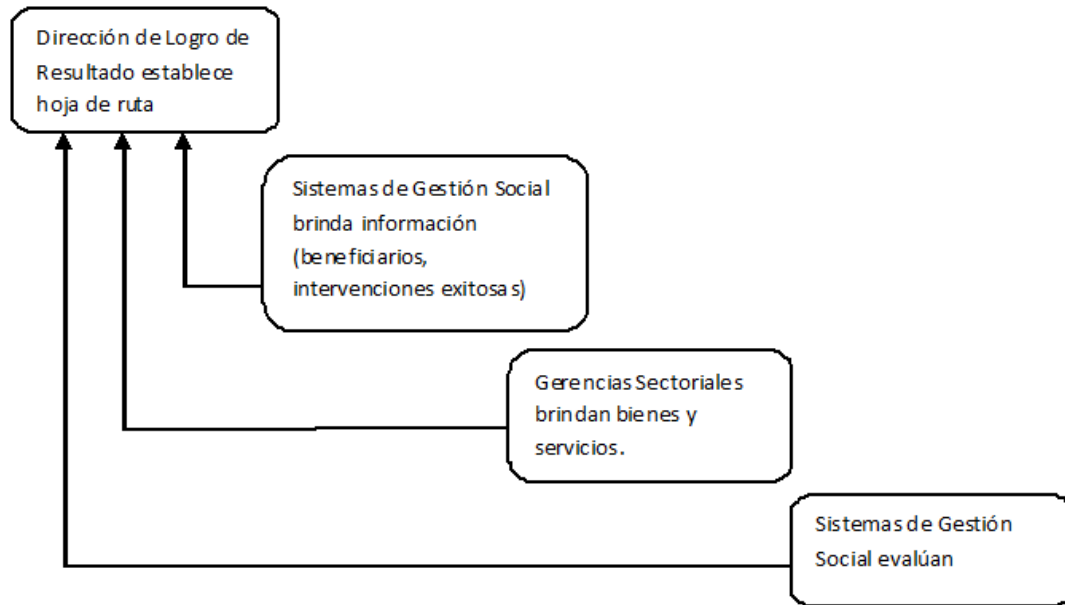 Dirección de Logro de
Resultado establece
hoja de ruta
Sistemas de Gestión Social
brinda información
(beneficiarios,
intervenciones exitosas)
Gerencias Sectoriales
brindan bienes y
servicios.
Sistemas de Gestión
Social evalúan